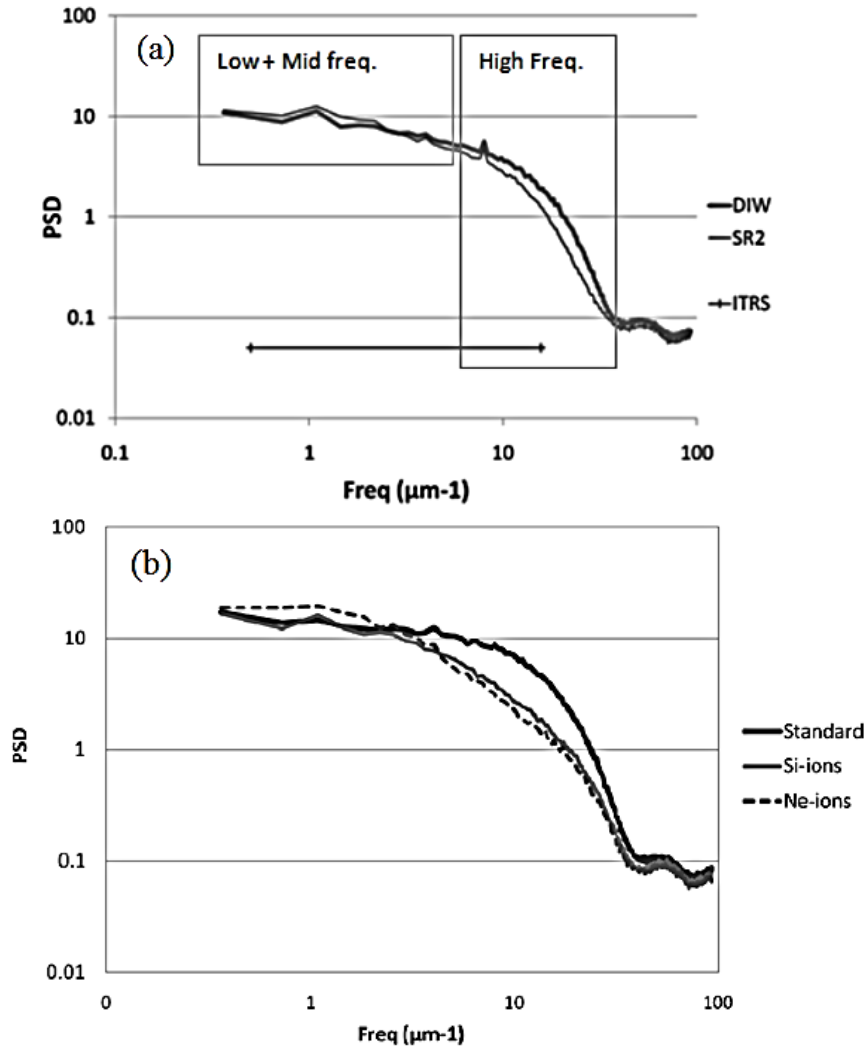 (a)
Low + Mid freq.
High Freq.
100
10
1
0.1
0.01
PSD
0.1
1
10
100
Freq (µm-1)
DIW
SR2
ITRS
(b)
100
10
1
0.1
0.01
PSD
0
1
10
100
Freq (µm-1)
Standard
Si-ions
Ne-ions